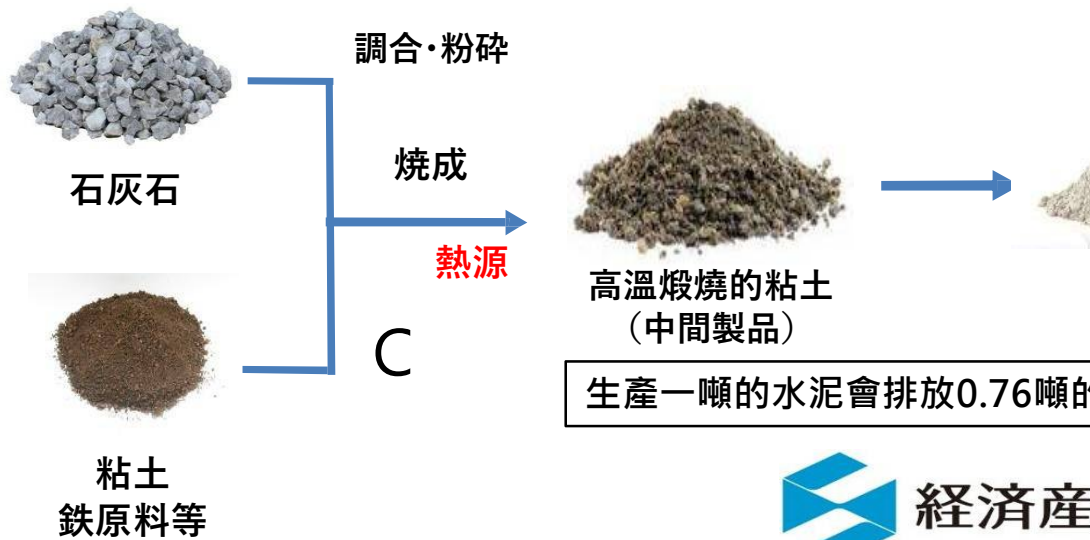 調合･粉砕
石灰石
焼成
熱源
高溫煅燒的粘土
（中間製品）
C
生產一噸的水泥會排放0.76噸的
粘土
鉄原料等
経済産